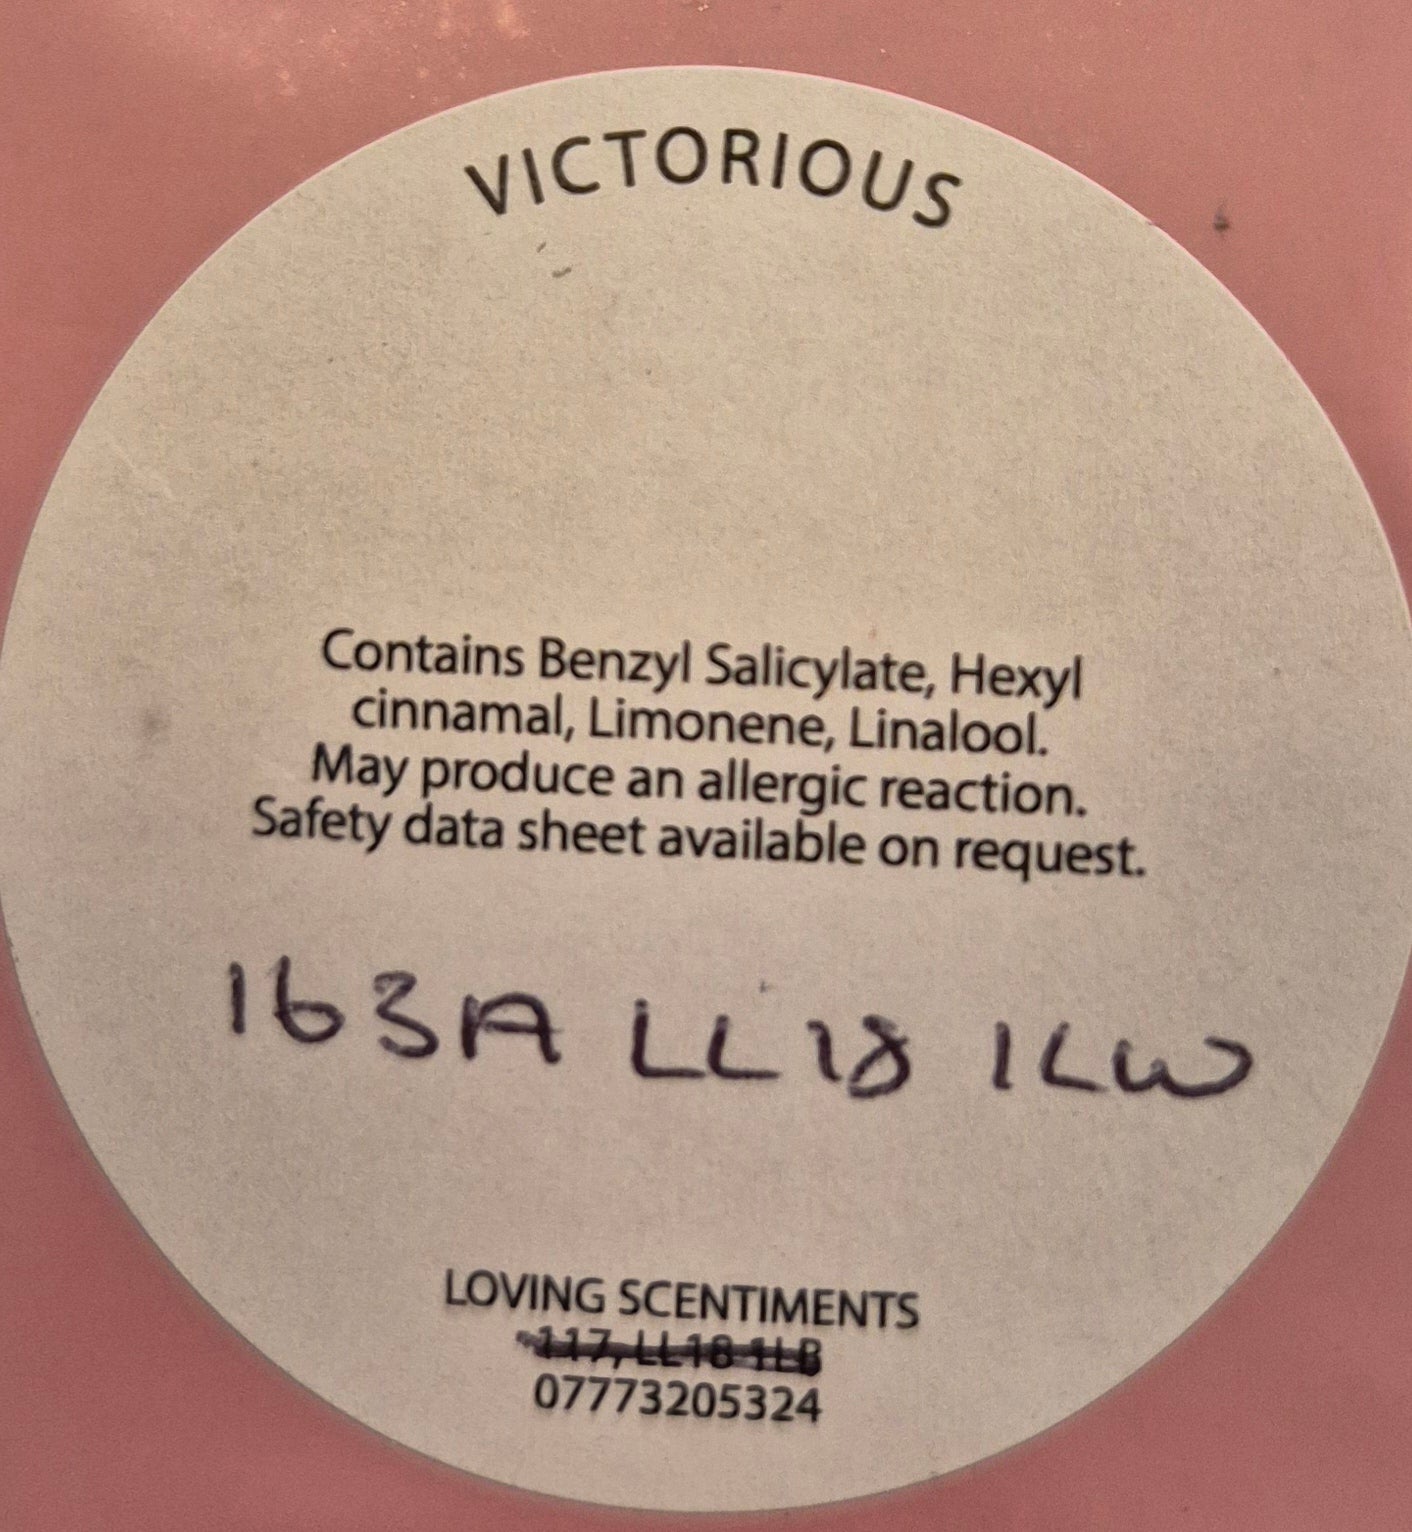 VICTORIOUS
Contains Benzyl Salicylate, Hexyl
cinnamal, Limonene, Linalool.
May produce an allergic reaction.
Safety data sheet available on request.
163A LL18 1LW
LOVING SCENTIMENTS
117, LL18 1LB
07773205324